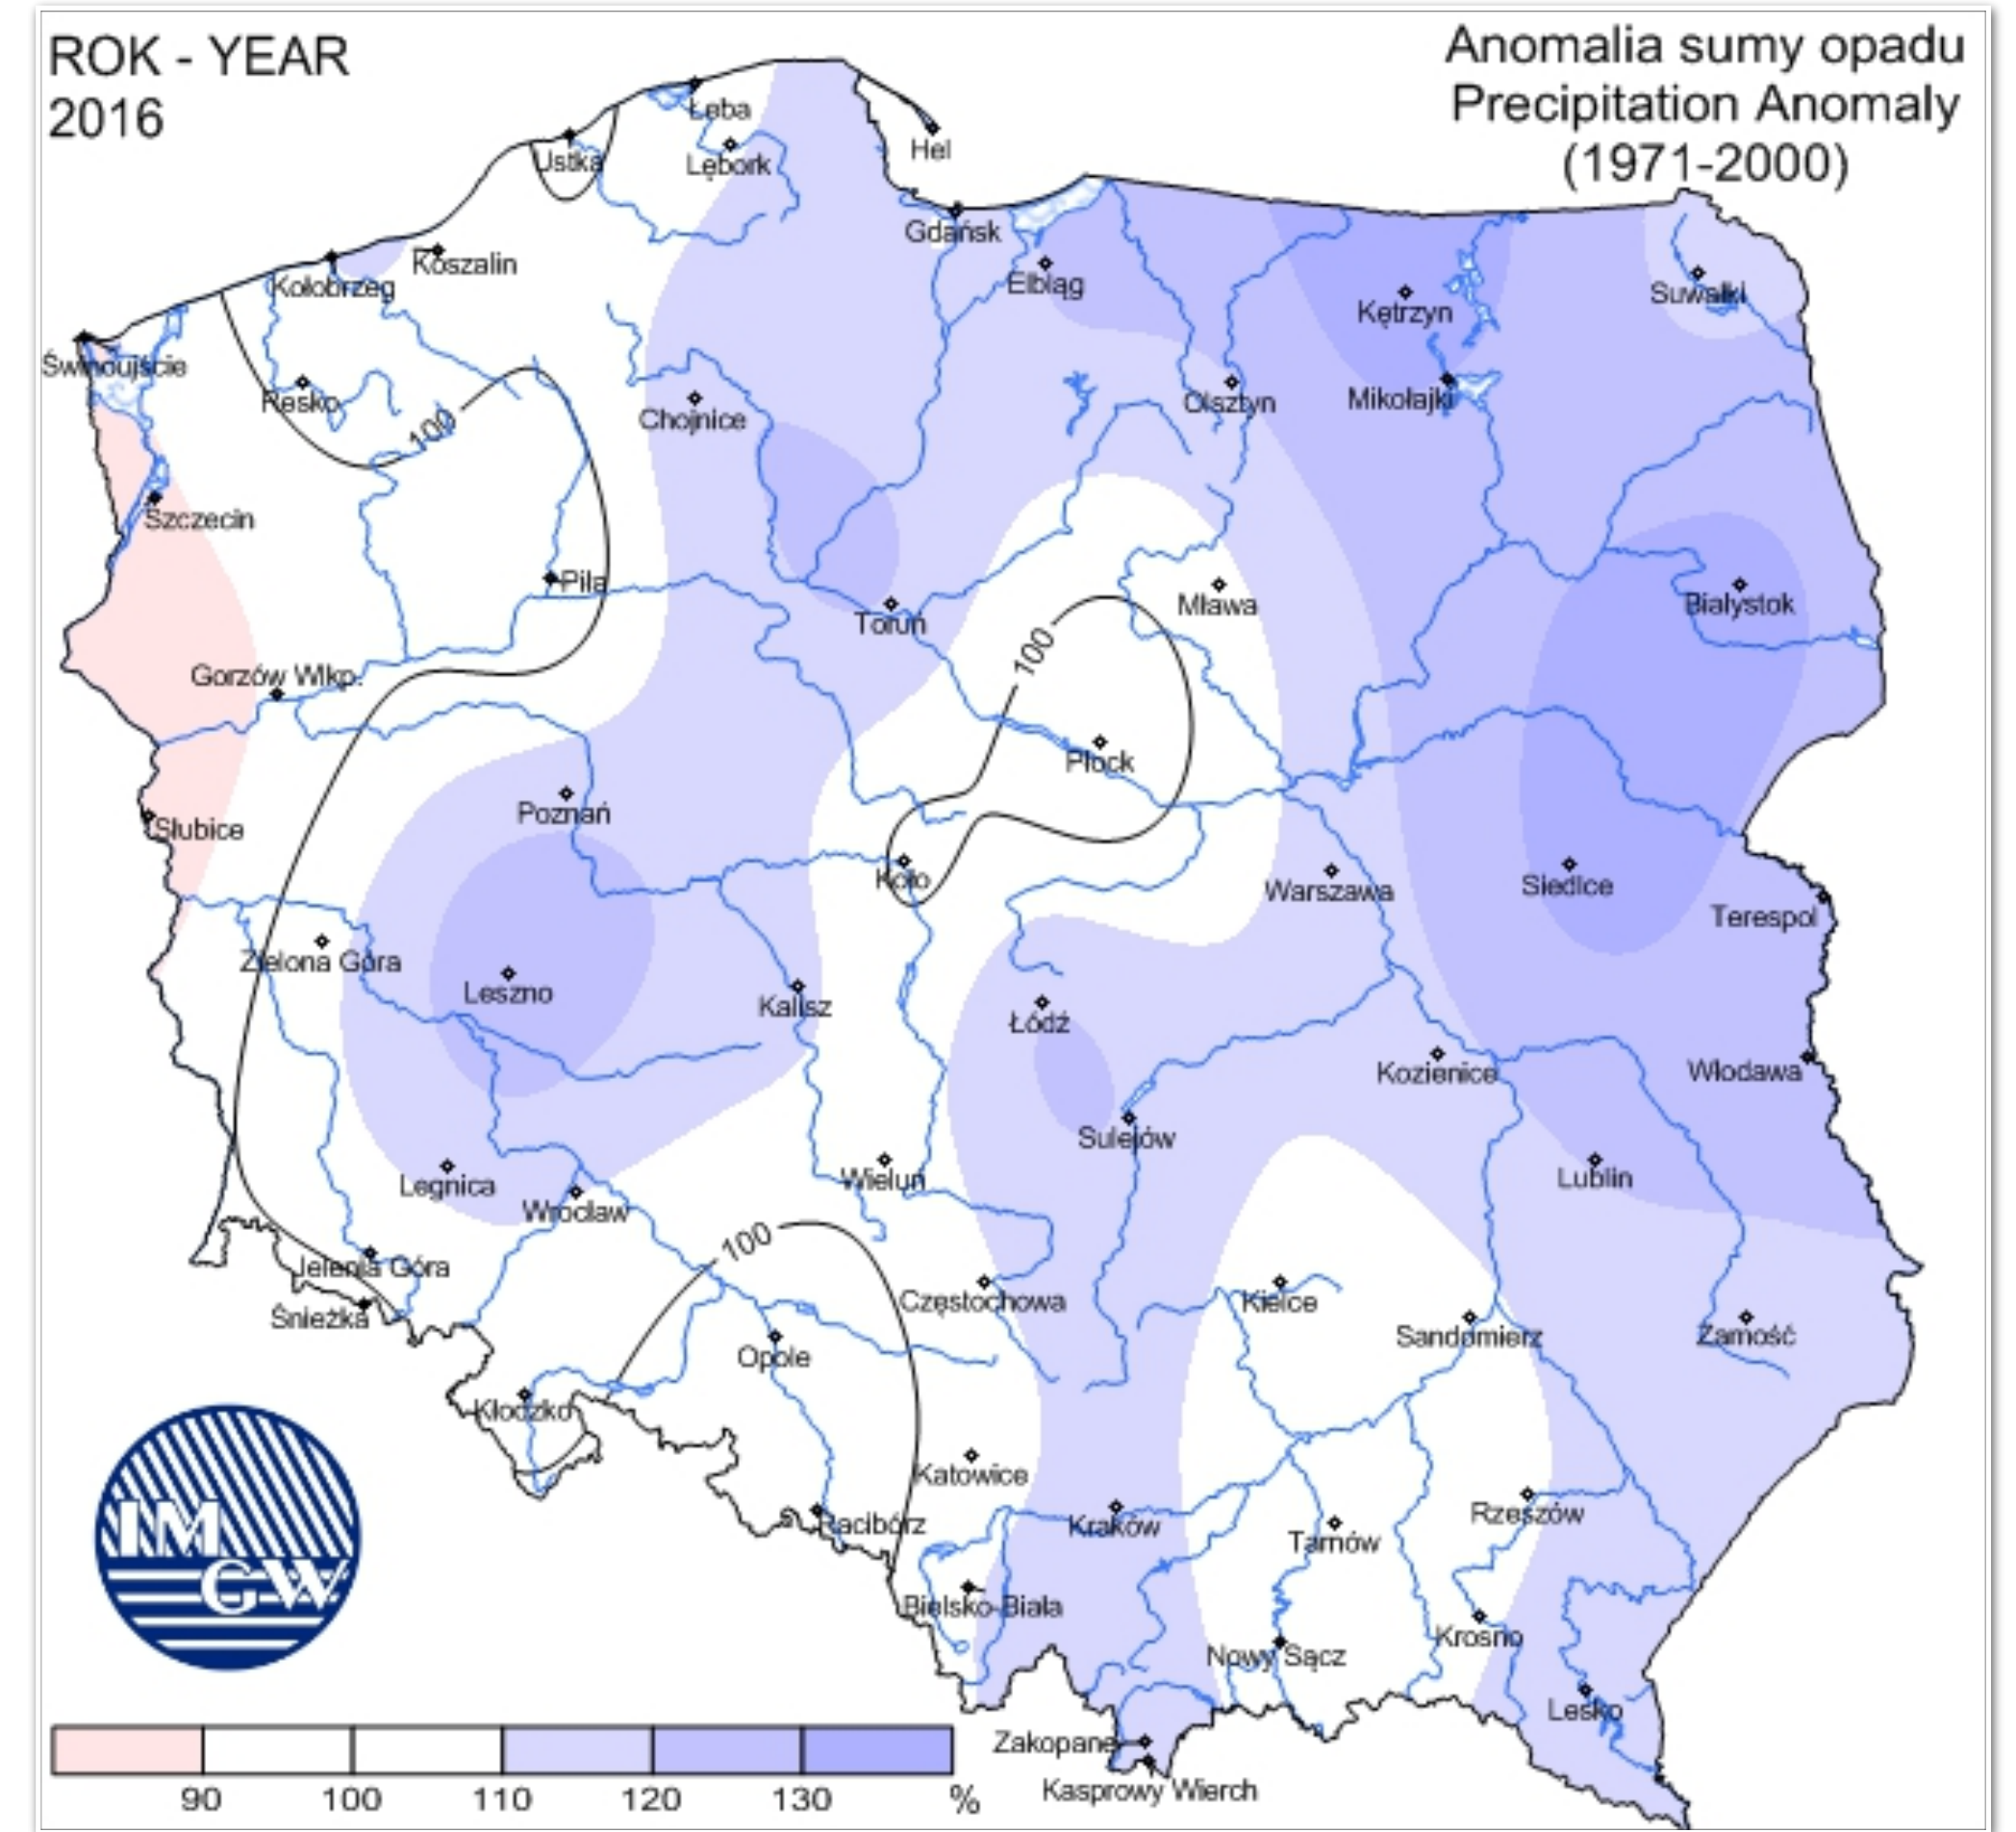 ROK - YEAR
2016
Anomalia sumy opadu
Precipitation Anomaly
(1971-2000)
Łeba
Hel
Ustka
Lębork
Gdańsk
Koszalin
Kołobrzeg
Elbląg
Suwałki
Kętrzyn
Świnoujście
Resko
100
Chojnice
Olsztyn
Mikołajki
Szczecin
Piła
Toruń
Mława
Białystok
100
Gorzów Wlkp.
Płock
Poznań
Słubice
Koło
Warszawa
Siedlce
Terespol
Zielona Góra
Leszno
Kalisz
Łódź
Kozienice
Włodawa
Sulejów
Legnica
Wieluń
Lublin
Wrocław
100
Jelenia Góra
Śnieżka
Częstochowa
Kielce
Sandomierz
Zamość
Opole
Kłodzko
Katowice
Racibórz
Kraków
Tarnów
Rzeszów
IM
GW
Bielsko-Biała
Nowy Sącz
Krosno
Lesko
Zakopane
Kasprowy Wierch
90 100 110 120 130 %